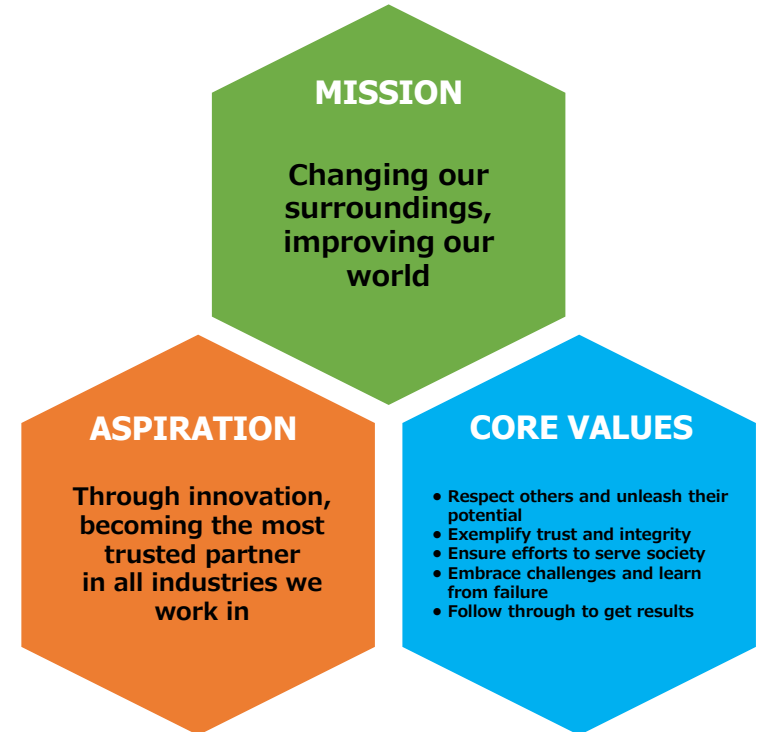 MISSION
Changing our
surroundings,
improving our
world
ASPIRATION
Through innovation,
becoming the most
trusted partner
in all industries we
work in
CORE VALUES
● Respect others and unleash their
potential
● Exemplify trust and integrity
● Ensure efforts to serve society
● Embrace challenges and learn
from failure
● Follow through to get results